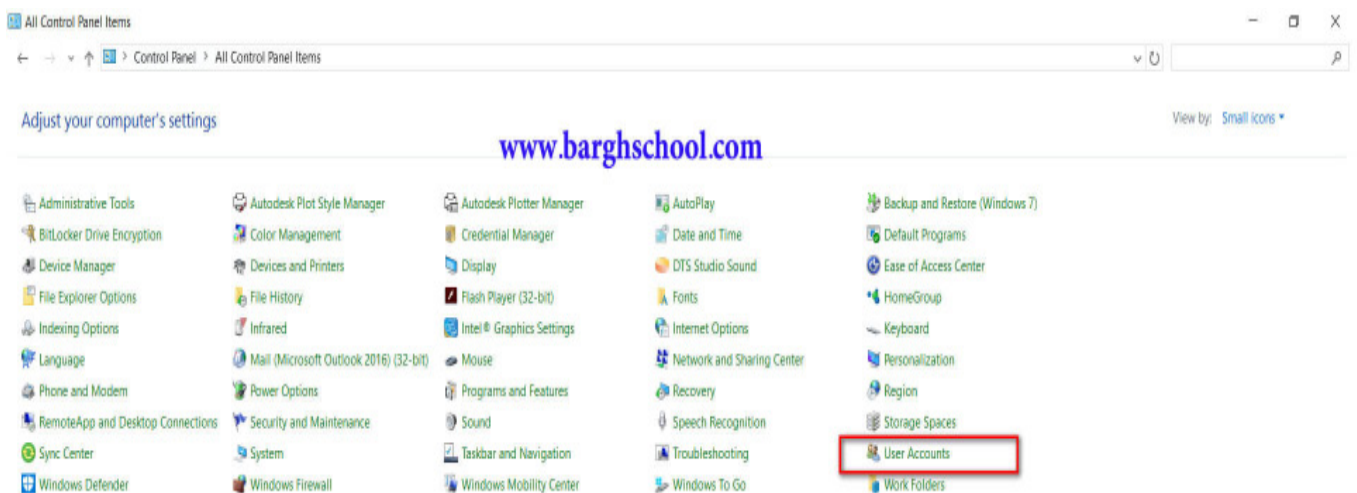 All Control Panel Items
Control Panel > All Control Panel Items
Adjust your computer's settings
View by: Small icons
www.barghschool.com
Administrative Tools Autodesk Plot Style Manager Autodesk Plotter Manager AutoPlay Backup and Restore (Windows 7)
BitLocker Drive Encryption Color Management Credential Manager Date and Time Default Programs
Device Manager Devices and Printers Display DTS Studio Sound Ease of Access Center
File Explorer Options File History Flash Player (32-bit) Fonts HomeGroup
Indexing Options Infrared Intel® Graphics Settings Internet Options Keyboard
Language Mail (Microsoft Outlook 2016) (32-bit) Mouse Network and Sharing Center Personalization
Phone and Modem Power Options Programs and Features Recovery Region
RemoteApp and Desktop Connections Security and Maintenance Sound Speech Recognition Storage Spaces
Sync Center System Taskbar and Navigation Troubleshooting User Accounts
Windows Defender Windows Firewall Windows Mobility Center Windows To Go Work Folders